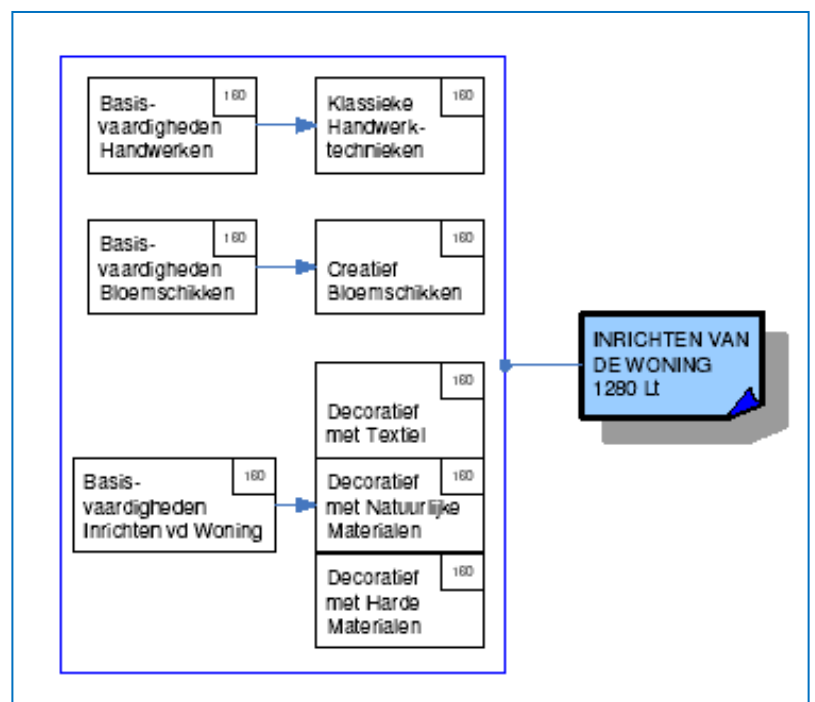 160
Basis-
vaardigheden
Handwerken
160
Klassieke
Handwerk-
technieken
160
Basis-
vaardigheden
Bloemschikken
160
Creatief
Bloemschikken
INRICHTEN VAN
DE WONING
1280 Lt
160
Decoratief
met Textiel
160
Basis-
vaardigheden
Inrichten vd Woning
160
Decoratief
met Natuurlijke
Materialen
160
Decoratief
met Harde
Materialen